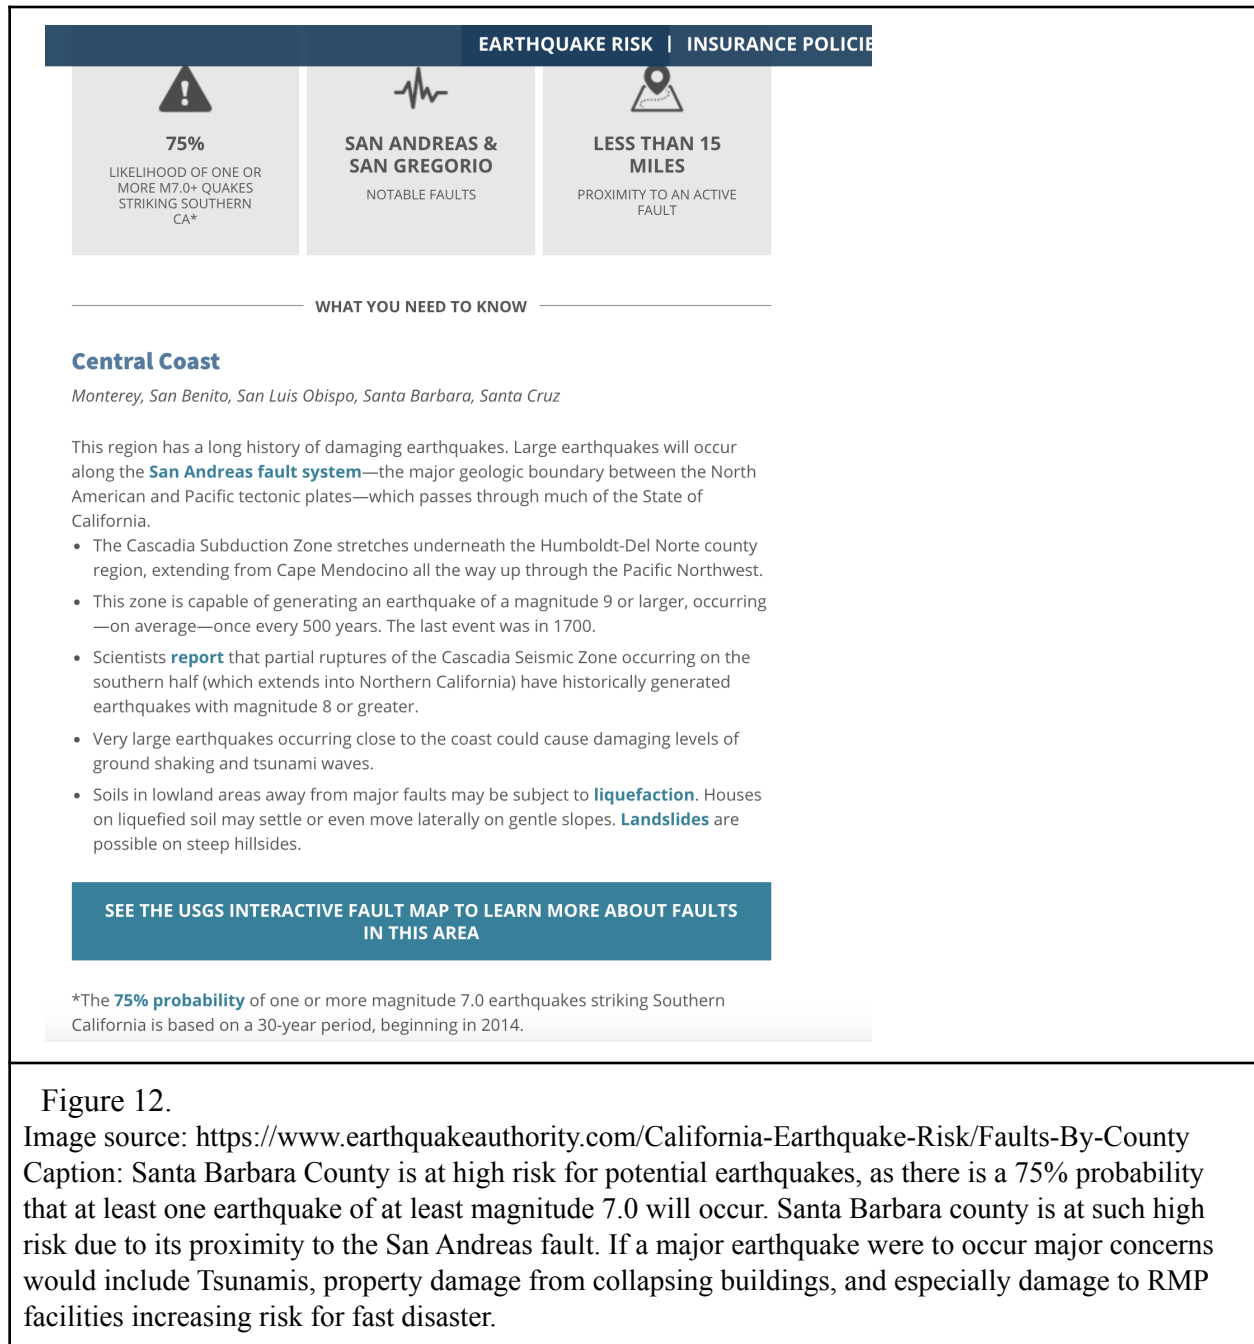 EARTHQUAKE RISK | INSURANCE POLICIE
75%
LIKELIHOOD OF ONE OR
MORE M7.0+ QUAKES
STRIKING SOUTHERN
CA*
SAN ANDREAS &
SAN GREGORIO
NOTABLE FAULTS
LESS THAN 15
MILES
PROXIMITY TO AN ACTIVE
FAULT
WHAT YOU NEED TO KNOW
Central Coast
Monterey, San Benito, San Luis Obispo, Santa Barbara, Santa Cruz
This region has a long history of damaging earthquakes. Large earthquakes will occur
along the San Andreas fault system—the major geologic boundary between the North
American and Pacific tectonic plates—which passes through much of the State of
California.
• The Cascadia Subduction Zone stretches underneath the Humboldt-Del Norte county
region, extending from Cape Mendocino all the way up through the Pacific Northwest.
• This zone is capable of generating an earthquake of a magnitude 9 or larger, occurring
—on average—once every 500 years. The last event was in 1700.
• Scientists report that partial ruptures of the Cascadia Seismic Zone occurring on the
southern half (which extends into Northern California) have historically generated
earthquakes with magnitude 8 or greater.
• Very large earthquakes occurring close to the coast could cause damaging levels of
ground shaking and tsunami waves.
• Soils in lowland areas away from major faults may be subject to liquefaction. Houses
on liquefied soil may settle or even move laterally on gentle slopes. Landslides are
possible on steep hillsides.
SEE THE USGS INTERACTIVE FAULT MAP TO LEARN MORE ABOUT FAULTS
IN THIS AREA
*The 75% probability of one or more magnitude 7.0 earthquakes striking Southern
California is based on a 30-year period, beginning in 2014.
Figure 12.
Image source: https://www.earthquakeauthority.com/California-Earthquake-Risk/Faults-By-County
Caption: Santa Barbara County is at high risk for potential earthquakes, as there is a 75% probability
that at least one earthquake of at least magnitude 7.0 will occur. Santa Barbara county is at such high
risk due to its proximity to the San Andreas fault. If a major earthquake were to occur major concerns
would include Tsunamis, property damage from collapsing buildings, and especially damage to RMP
facilities increasing risk for fast disaster.